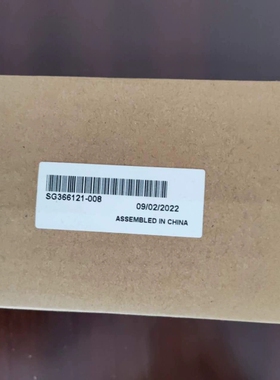 SG366121-008
09/02/2022
ASSEMBLED IN CHINA